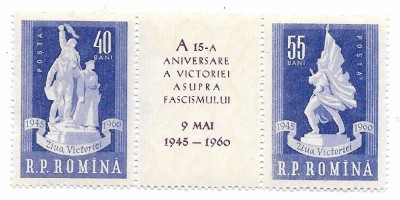 POSTA
40
BANI
1945 1960
Ziua Victoriei
R.P. ROMÎNA
A 15-a
ANIVERSARE
A VICTORIEI
ASUPRA
FASCISMULUI
9 MAI
1945 — 1960
55
BANI
POSTA
1945 1960
Ziua Victoriei
R.P. ROMÎNA